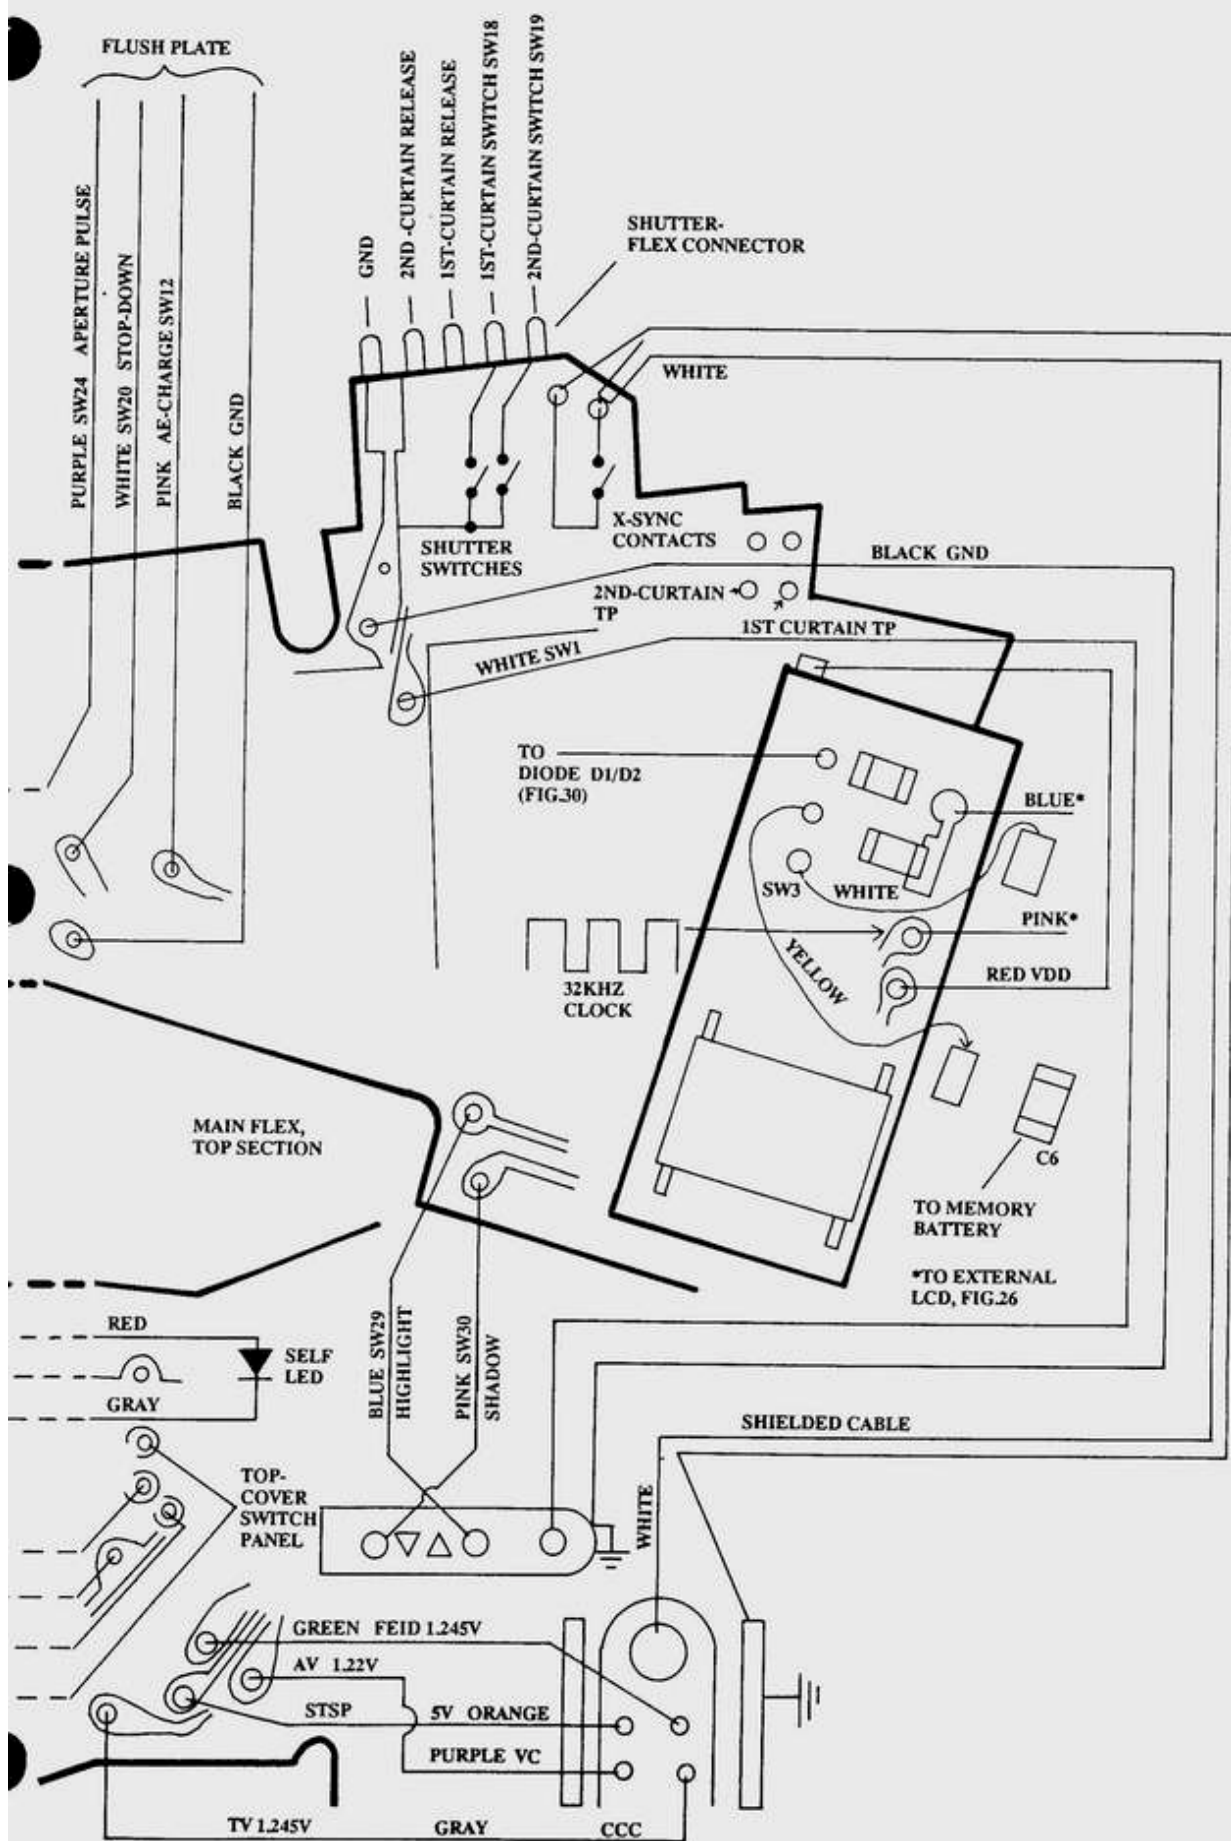 FLUSH PLATE
PURPLE SW24 APERTURE PULSE
WHITE SW20 STOP-DOWN
PINK AE-CHARGE SW12
BLACK GND
GND
2ND -CURTAIN RELEASE
1ST-CURTAIN RELEASE
1ST-CURTAIN SWITCH SW18
2ND-CURTAIN SWITCH SW19
SHUTTER-
FLEX CONNECTOR
WHITE
SHUTTER
SWITCHES
X-SYNC
CONTACTS
BLACK GND
2ND-CURTAIN
TP
1ST CURTAIN TP
WHITE SW1
TO
DIODE D1/D2
(FIG.30)
BLUE*
SW3
WHITE
PINK*
YELLOW
RED VDD
32KHZ
CLOCK
MAIN FLEX,
TOP SECTION
C6
TO MEMORY
BATTERY
*TO EXTERNAL
LCD, FIG.26
RED
SELF
LED
GRAY
BLUE SW29
HIGHLIGHT
PINK SW30
SHADOW
SHIELDED CABLE
TOP-
COVER
SWITCH
PANEL
WHITE
GREEN FEID 1.245V
AV 1.22V
STSP
5V ORANGE
PURPLE VC
TV 1.245V
GRAY
CCC